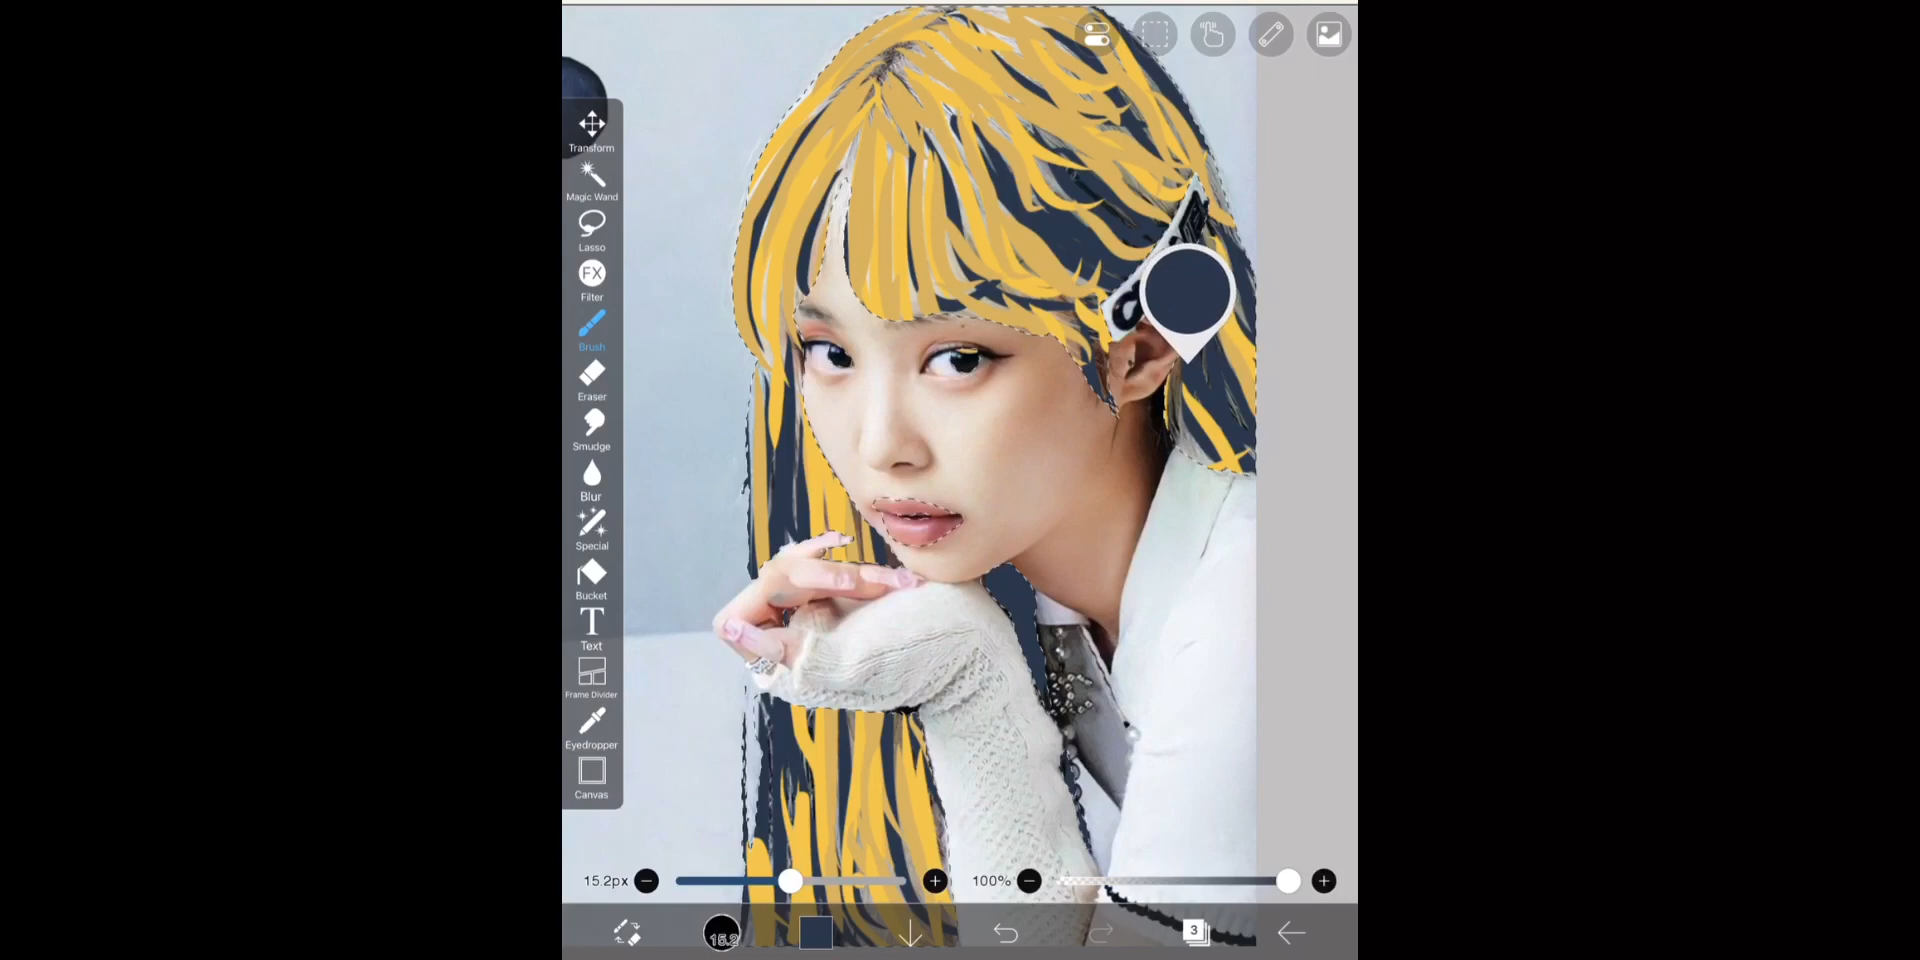 Transform
Magic Wand
Lasso
FX
Filter
Brush
Eraser
Smudge
Blur
Special
Bucket
T
Text
Frame Divider
Eyedropper
Canvas
15.2px
100%
15.2
3